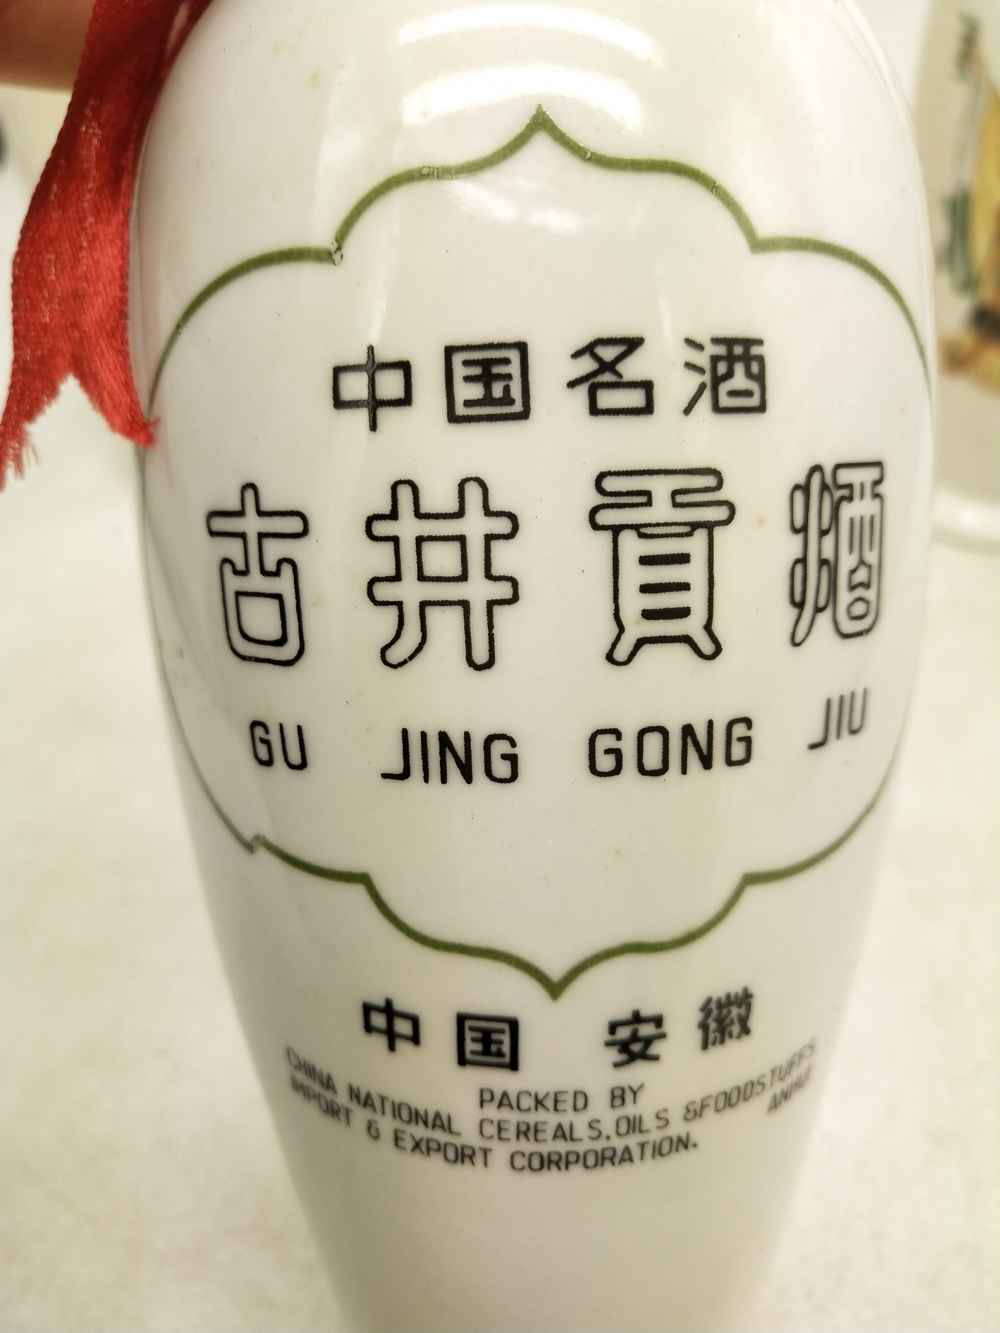 中国名酒
古井貢酒
GU JING GONG JIU
中国 安徽
PACKED BY
CHINA NATIONAL CEREALS.OILS &FOODSTUFFS
IMPORT & EXPORT CORPORATION. ANHUI